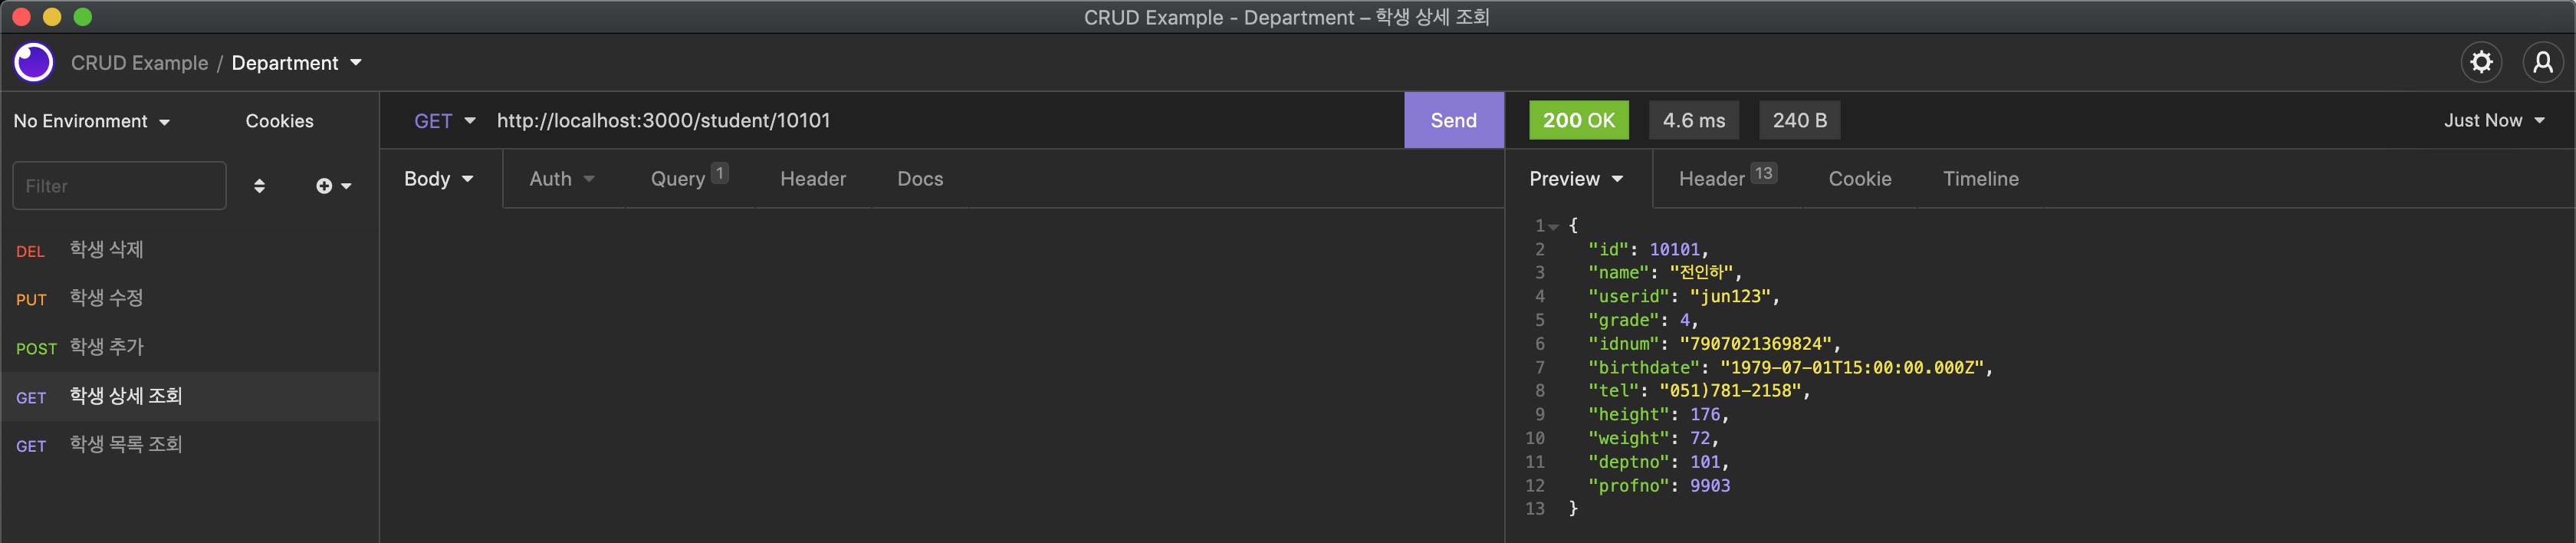 CRUD Example - Department – 학생 상세 조회
CRUD Example / Department
No Environment Cookies
Filter
DEL 학생 삭제
PUT 학생 수정
POST 학생 추가
GET 학생 상세 조회
GET 학생 목록 조회
GET http://localhost:3000/student/10101 Send
Body Auth Query 1 Header Docs
200 OK 4.6 ms 240 B Just Now
Preview Header 13 Cookie Timeline
1 {
2 "id": 10101,
3 "name": "전인하",
4 "userid": "jun123",
5 "grade": 4,
6 "idnum": "7907021369824",
7 "birthdate": "1979-07-01T15:00:00.000Z",
8 "tel": "051)781-2158",
9 "height": 176,
10 "weight": 72,
11 "deptno": 101,
12 "profno": 9903
13 }